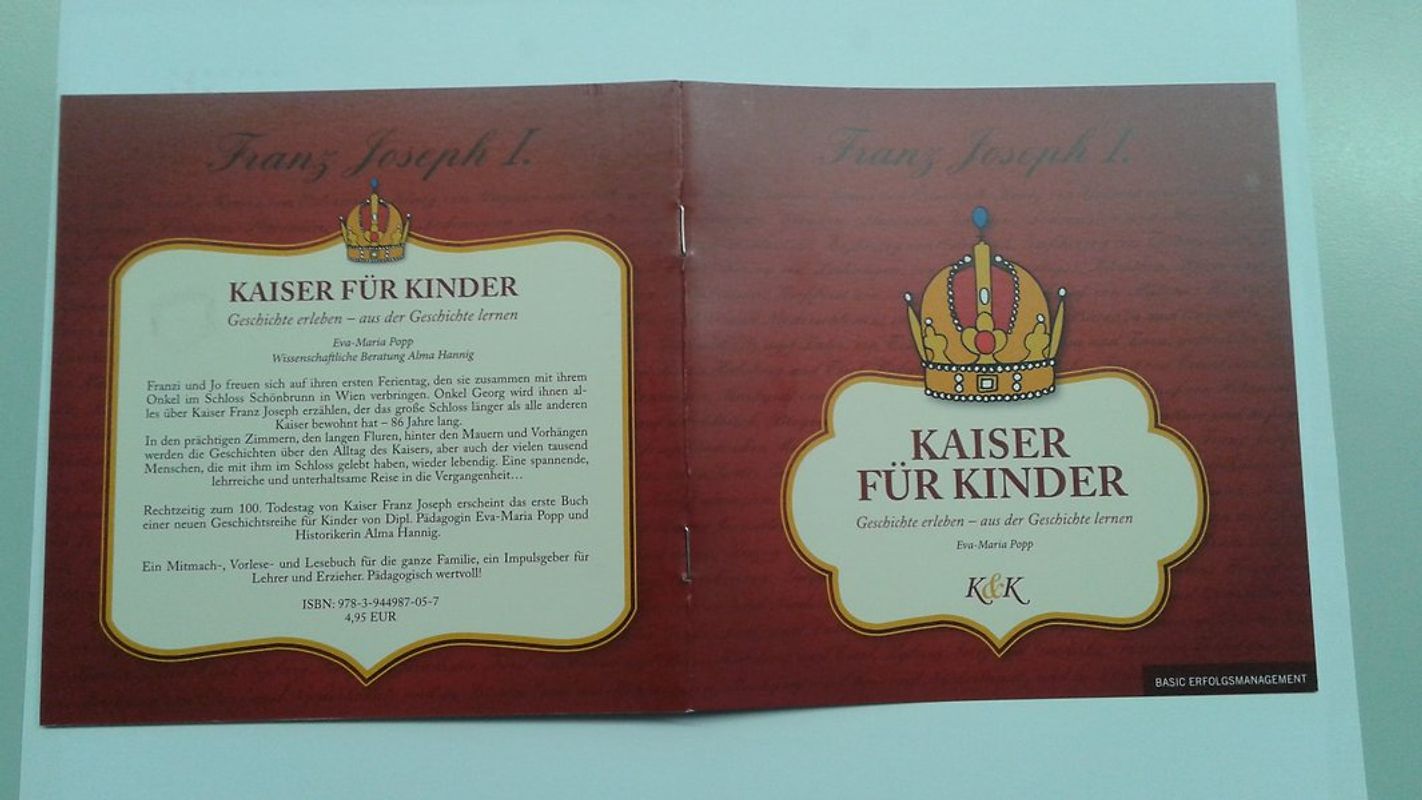 Franz Joseph I.
KAISER FÜR KINDER
Geschichte erleben – aus der Geschichte lernen
Eva-Maria Popp
Wissenschaftliche Beratung Alma Hannig
Franzi und Jo freuen sich auf ihren ersten Ferientag, den sie zusammen mit ihrem
Onkel im Schloss Schönbrunn in Wien verbringen. Onkel Georg wird ihnen al-
les über Kaiser Franz Joseph erzählen, der das große Schloss länger als alle anderen
Kaiser bewohnt hat – 86 Jahre lang.
In den prächtigen Zimmern, den langen Fluren, hinter den Mauern und Vorhängen
werden die Geschichten über den Alltag des Kaisers, aber auch der vielen tausend
Menschen, die mit ihm im Schloss gelebt haben, wieder lebendig. Eine spannende,
lehrreiche und unterhaltsame Reise in die Vergangenheit…
Rechtzeitig zum 100. Todestag von Kaiser Franz Joseph erscheint das erste Buch
einer neuen Geschichtsreihe für Kinder von Dipl. Pädagogin Eva-Maria Popp und
Historikerin Alma Hannig.
Ein Mitmach-, Vorlese- und Lesebuch für die ganze Familie, ein Impulsgeber für
Lehrer und Erzieher. Pädagogisch wertvoll!
ISBN: 978-3-944987-05-7
4,95 EUR
Franz Joseph I.
KAISER
FÜR KINDER
Geschichte erleben – aus der Geschichte lernen
Eva-Maria Popp
K&K
BASIC ERFOLGSMANAGEMENT